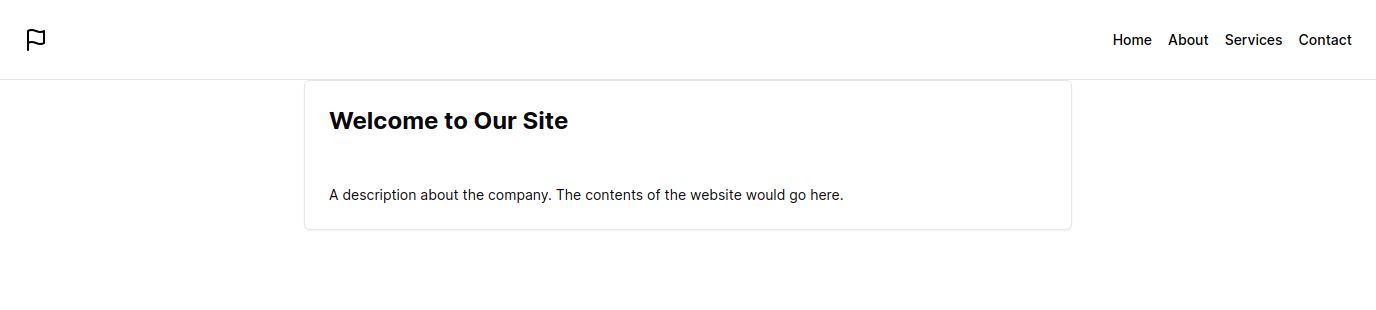 Home About Services Contact
Welcome to Our Site
A description about the company. The contents of the website would go here.